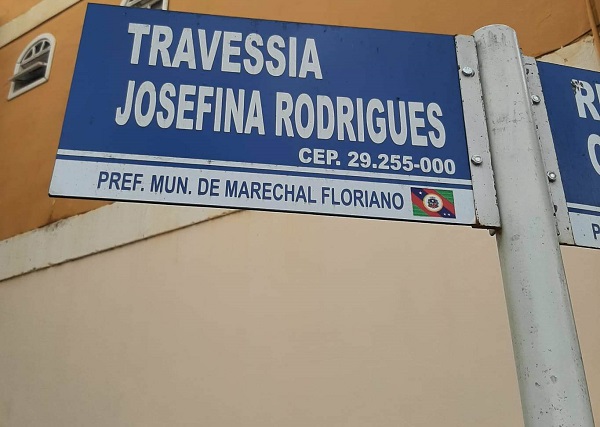 TRAVESSIA
JOSEFINA RODRIGUES
CEP. 29.255-000
PREF. MUN. DE MARECHAL FLORIANO